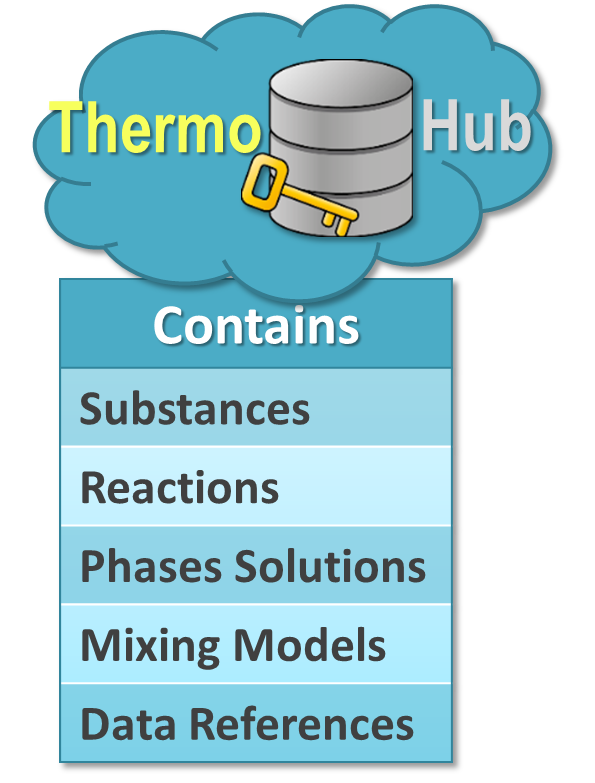 Thermo Hub
Contains
Substances
Reactions
Phases Solutions
Mixing Models
Data References